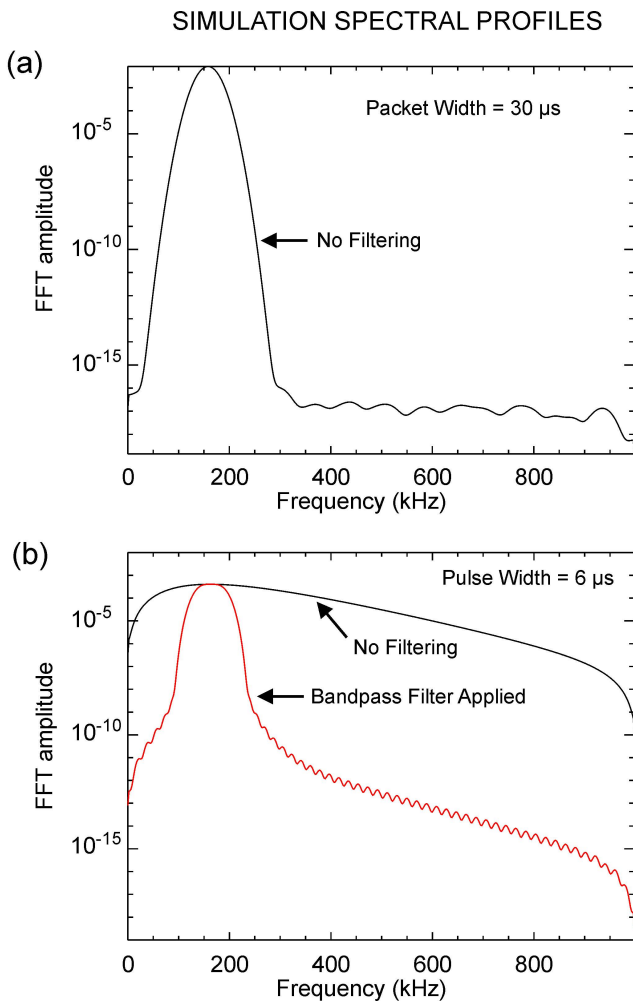 SIMULATION SPECTRAL PROFILES
(a)
Packet Width = 30 µs
No Filtering
FFT amplitude
10-5
10-10
10-15
0
200
400
600
800
Frequency (kHz)
(b)
Pulse Width = 6 µs
No Filtering
Bandpass Filter Applied
FFT amplitude
10-5
10-10
10-15
0
200
400
600
800
Frequency (kHz)